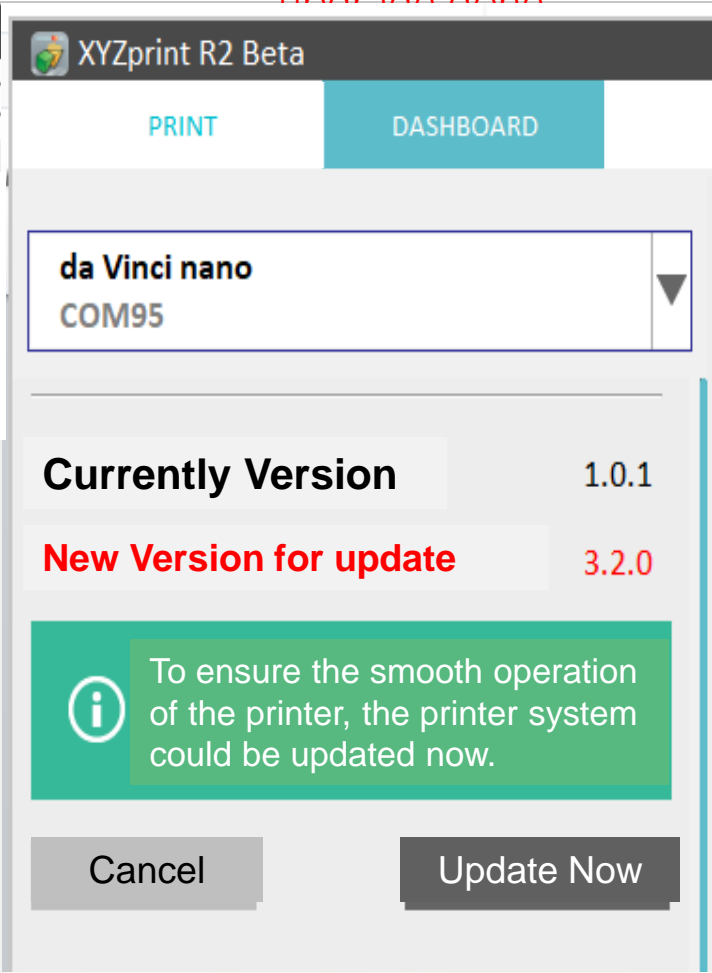 XYZprint R2 Beta
PRINT DASHBOARD
da Vinci nano
COM95
Currently Version 1.0.1
New Version for update 3.2.0
To ensure the smooth operation
of the printer, the printer system
could be updated now.
Cancel Update Now